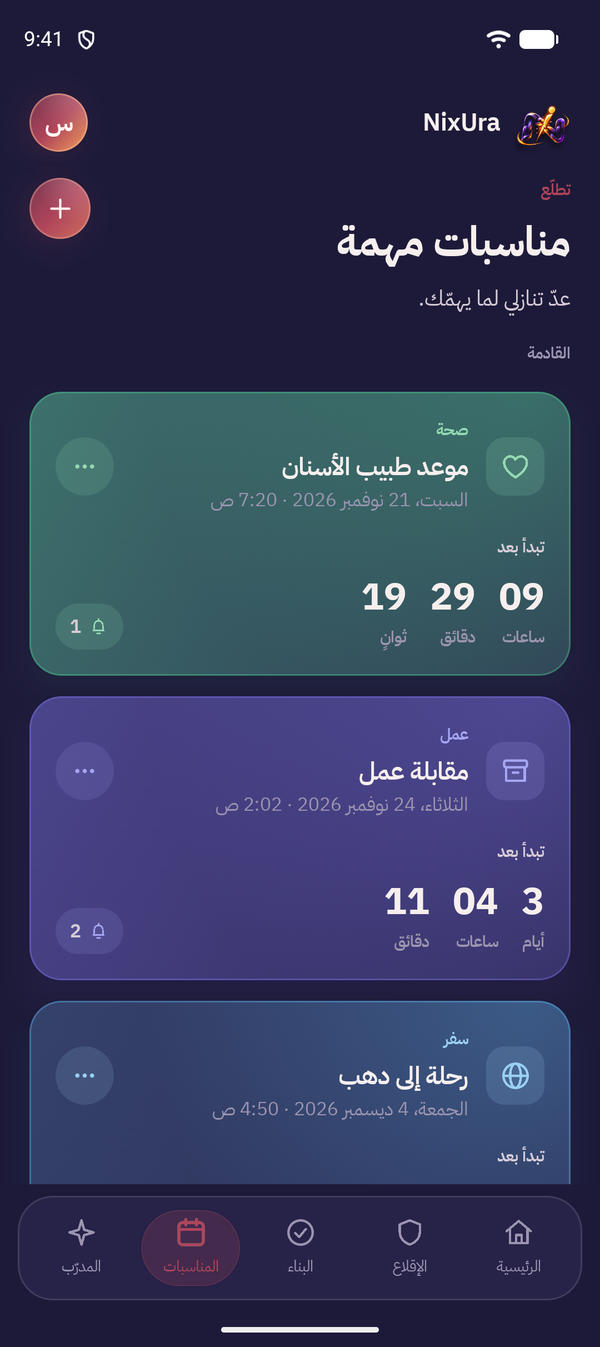 9:41
NixUra
س
تطلّع
مناسبات مهمة
عدّ تنازلي لما يهمّك.
القادمة
صحة
موعد طبيب الأسنان
السبت، 21 نوفمبر 2026 · 7:20 ص
تبدأ بعد
09 29 19
ساعات دقائق ثوانٍ
1
عمل
مقابلة عمل
الثلاثاء، 24 نوفمبر 2026 · 2:02 ص
تبدأ بعد
3 04 11
أيام ساعات دقائق
2
سفر
رحلة إلى دهب
الجمعة، 4 ديسمبر 2026 · 4:50 ص
تبدأ بعد
الرئيسية الإقلاع البناء المناسبات المدرّب